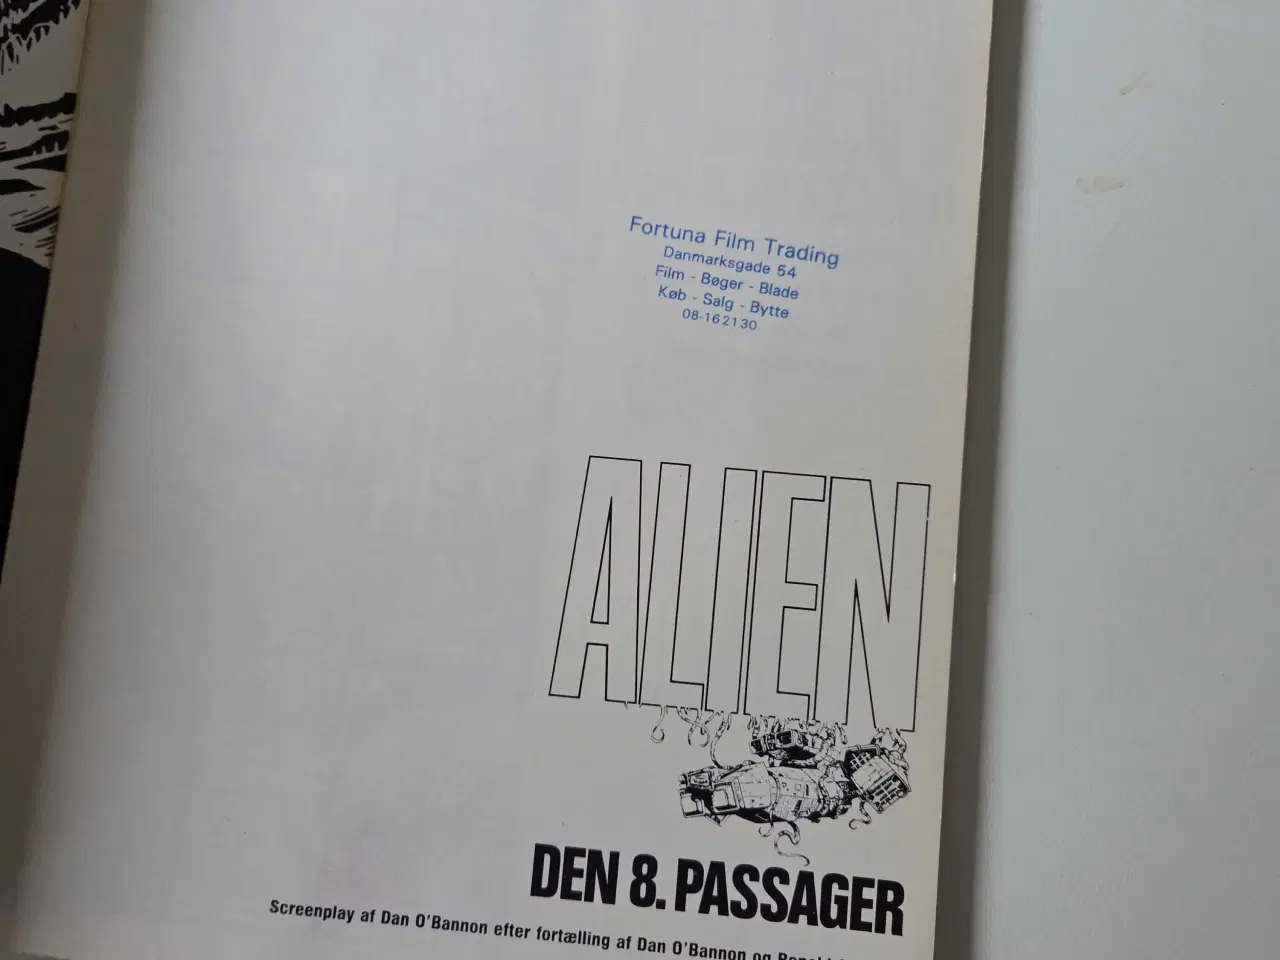 Fortuna Film Trading
Danmarksgade 54
Film - Bøger - Blade
Køb - Salg - Bytte
08-162130
ALIEN
DEN 8. PASSAGER
Screenplay af Dan O'Bannon efter fortælling af Dan O'Bannon og